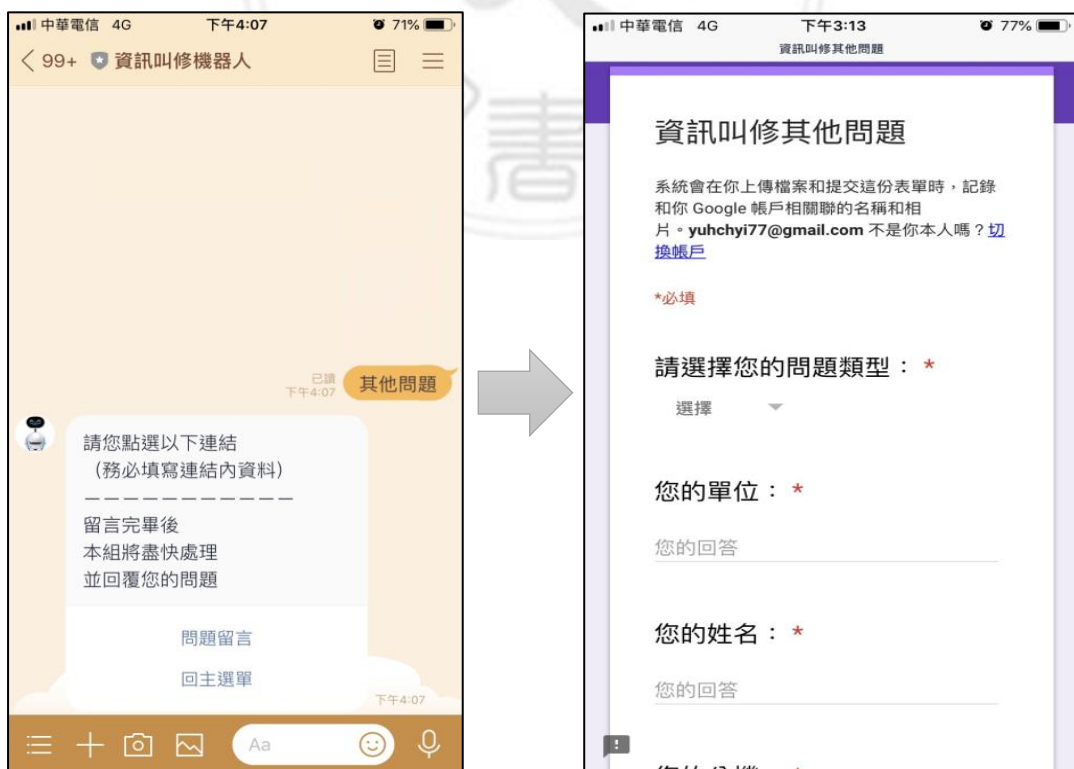 中華電信 4G 下午4:07 71%
99+ 資訊叫修機器人
其他問題
已讀
下午4:07
請您點選以下連結
（務必填寫連結內資料）
－－－－－－－－－－－
留言完畢後
本組將盡快處理
並回覆您的問題
問題留言
回主選單
下午4:07
Aa
中華電信 4G 下午3:13 77%
資訊叫修其他問題
資訊叫修其他問題
系統會在你上傳檔案和提交這份表單時，記錄
和你 Google 帳戶相關聯的名稱和相
片。yuhchyi77@gmail.com 不是你本人嗎？切
換帳戶
*必填
請選擇您的問題類型： *
選擇
您的單位： *
您的回答
您的姓名： *
您的回答